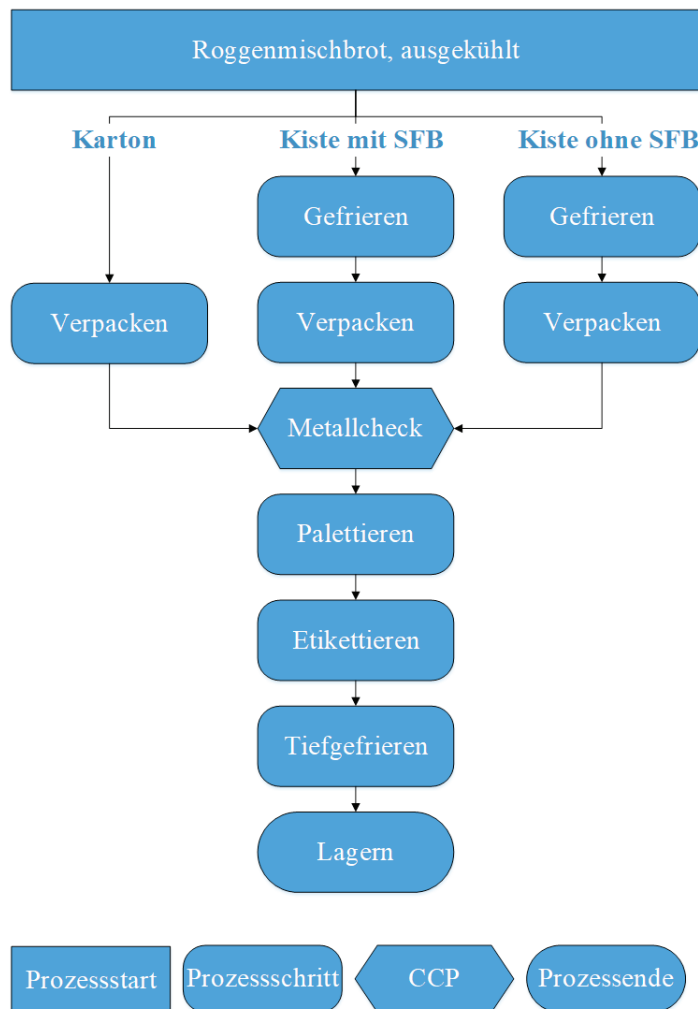 Roggenmischbrot, ausgekühlt
Karton
Kiste mit SFB
Kiste ohne SFB
Gefrieren
Gefrieren
Verpacken
Verpacken
Verpacken
Metallcheck
Palettieren
Etikettieren
Tiefgefrieren
Lagern
Prozessstart
Prozessschritt
CCP
Prozessende